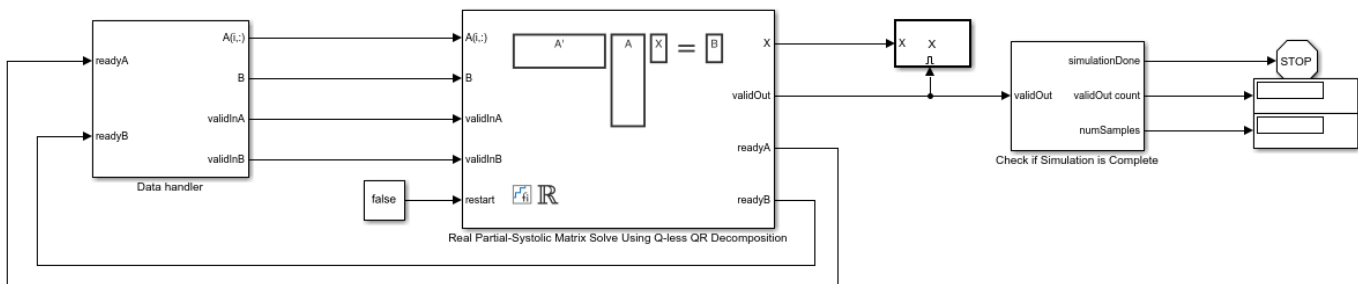 readyA
readyB
A(i,:)
B
validInA
validInB
Data handler
false
A(i,:)
B
validInA
validInB
restart
A'
A
X
=
B
fi
ℝ
X
validOut
readyA
readyB
Real Partial-Systolic Matrix Solve Using Q-less QR Decomposition
X
X
validOut
simulationDone
validOut count
numSamples
Check if Simulation is Complete
STOP